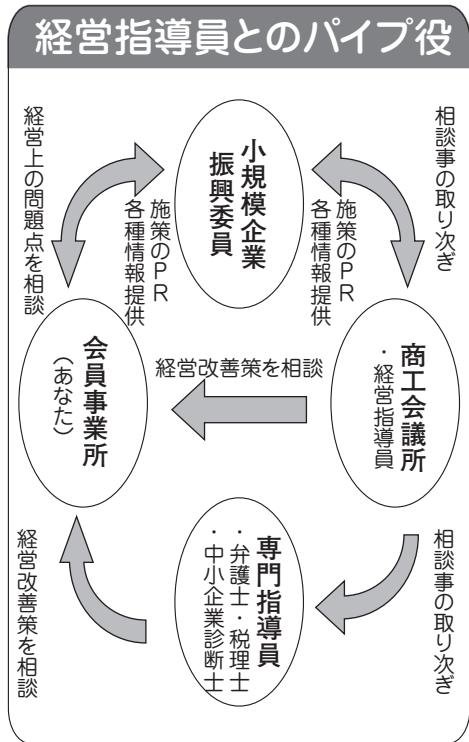 経営指導員とのパイプ役
小規模企業
振興委員
経営上の問題点を相談
施策のPR
各種情報提供
施策のPR
各種情報提供
相談事の取り次ぎ
会員事業所
（あなた）
経営改善策を相談
商工会議所
・経営指導員
専門指導員
・弁護士・税理士
・中小企業診断士
経営改善策を相談
相談事の取り次ぎ